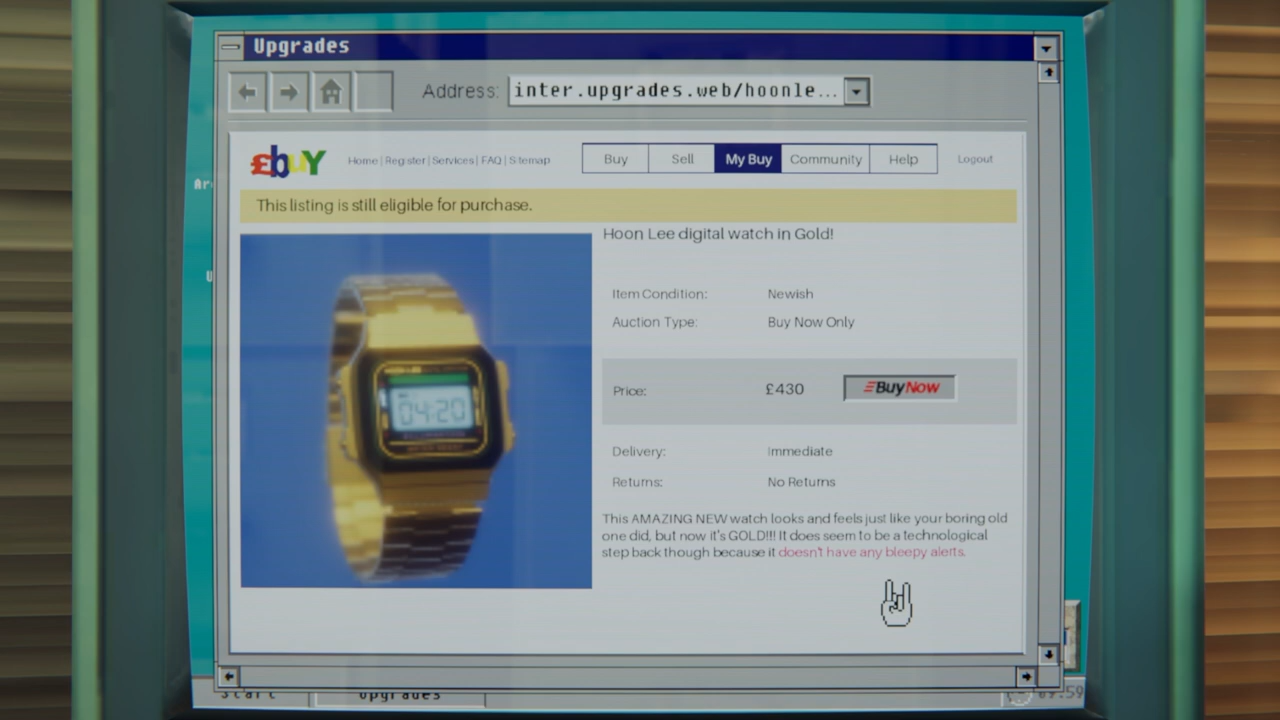 Upgrades
Address: inter.upgrades.web/hoonle...
£buY
Home | Register | Services | FAQ | Sitemap
Buy
Sell
My Buy
Community
Help
Logout
This listing is still eligible for purchase.
Hoon Lee digital watch in Gold!
Item Condition: Newish
Auction Type: Buy Now Only
Price: £430 BuyNow
Delivery: Immediate
Returns: No Returns
This AMAZING NEW watch looks and feels just like your boring old
one did, but now it's GOLD!!! It does seem to be a technological
step back though because it doesn't have any bleepy alerts.
04:20
Start
Upgrades
09:59